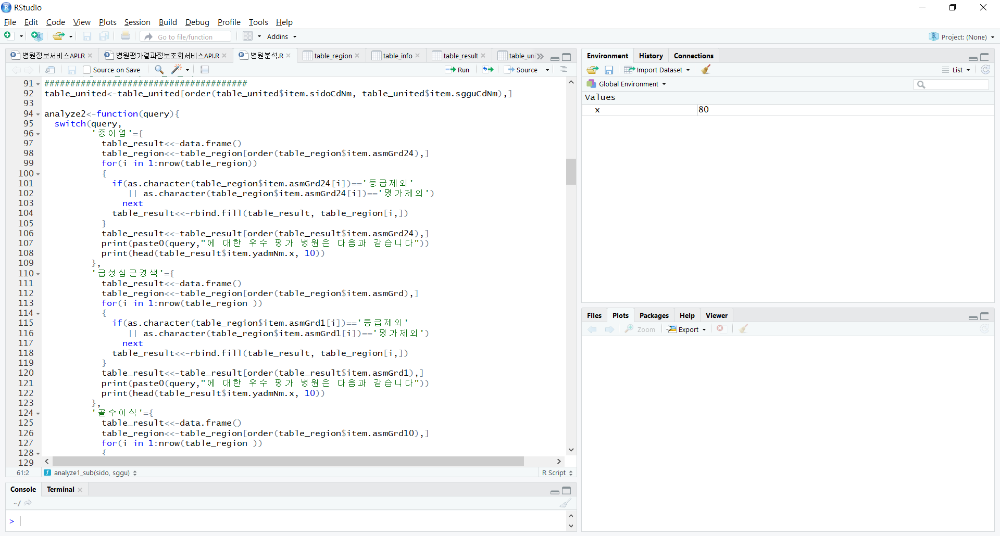 RStudio
File Edit Code View Plots Session Build Debug Profile Tools Help
Go to file/function Addins Project: (None)
병원정보서비스API.R 병원평가결과정보조회서비스API.R 병원분석.R table_region table_info table_result table_un
Source on Save Run Source
91 #######################################
92 table_united<-table_united[order(table_united$item.sidoCdNm, table_united$item.sgguCdNm),]
93
94 analyze2<-function(query){
95 switch(query,
96 '중이염'={
97 table_result<<-data.frame()
98 table_region<<-table_region[order(table_region$item.asmGrd24),]
99 for(i in 1:nrow(table_region))
100 {
101 if(as.character(table_region$item.asmGrd24[i])=='등급제외'
102 || as.character(table_region$item.asmGrd24[i])=='평가제외')
103 next
104 table_result<<-rbind.fill(table_result, table_region[i,])
105 }
106 table_result<<-table_result[order(table_result$item.asmGrd24),]
107 print(paste0(query,"에 대한 우수 평가 병원은 다음과 같습니다"))
108 print(head(table_result$item.yadmNm.x, 10))
109 },
110 '급성심근경색'={
111 table_result<<-data.frame()
112 table_region<<-table_region[order(table_region$item.asmGrd),]
113 for(i in 1:nrow(table_region ))
114 {
115 if(as.character(table_region$item.asmGrd1[i])=='등급제외'
116 || as.character(table_region$item.asmGrd1[i])=='평가제외')
117 next
118 table_result<<-rbind.fill(table_result, table_region[i,])
119 }
120 table_result<<-table_result[order(table_result$item.asmGrd1),]
121 print(paste0(query,"에 대한 우수 평가 병원은 다음과 같습니다"))
122 print(head(table_result$item.yadmNm.x, 10))
123 },
124 '골수이식'={
125 table_result<<-data.frame()
126 table_region<<-table_region[order(table_region$item.asmGrd10),]
127 for(i in 1:nrow(table_region ))
128 {
129
61:2 analyze1_sub(sido, sggu) R Script
Console Terminal
~/
>
Environment History Connections
Import Dataset List
Global Environment
Values
x 80
Files Plots Packages Help Viewer
Zoom Export